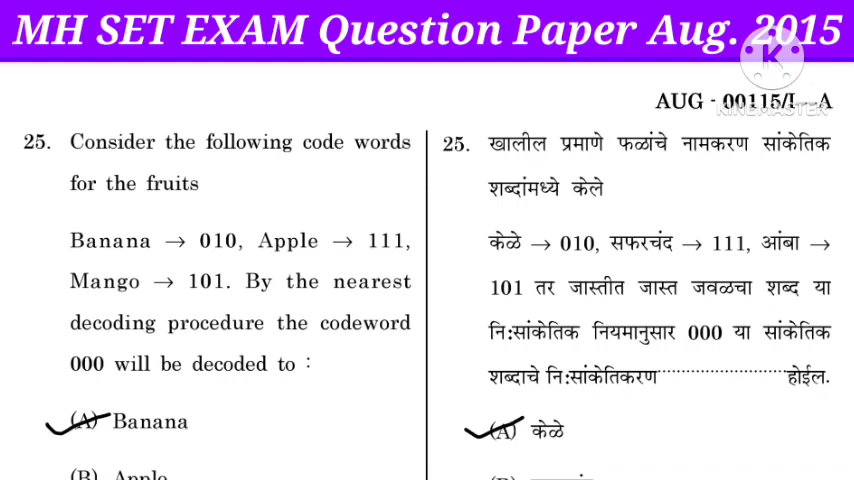 MH SET EXAM Question Paper Aug. 2015
KINEMASTER
AUG - 00115/I—A
25. Consider the following code words
for the fruits
Banana → 010, Apple → 111,
Mango → 101. By the nearest
decoding procedure the codeword
000 will be decoded to :
(A) Banana
(B) Apple
25. खालील प्रमाणे फळांचे नामकरण सांकेतिक
शब्दांमध्ये केले
केळे → 010, सफरचंद → 111, आंबा →
101 तर जास्तीत जास्त जवळचा शब्द या
नि:सांकेतिक नियमानुसार 000 या सांकेतिक
शब्दाचे नि:सांकेतिकरण ........................... होईल.
(A) केळे